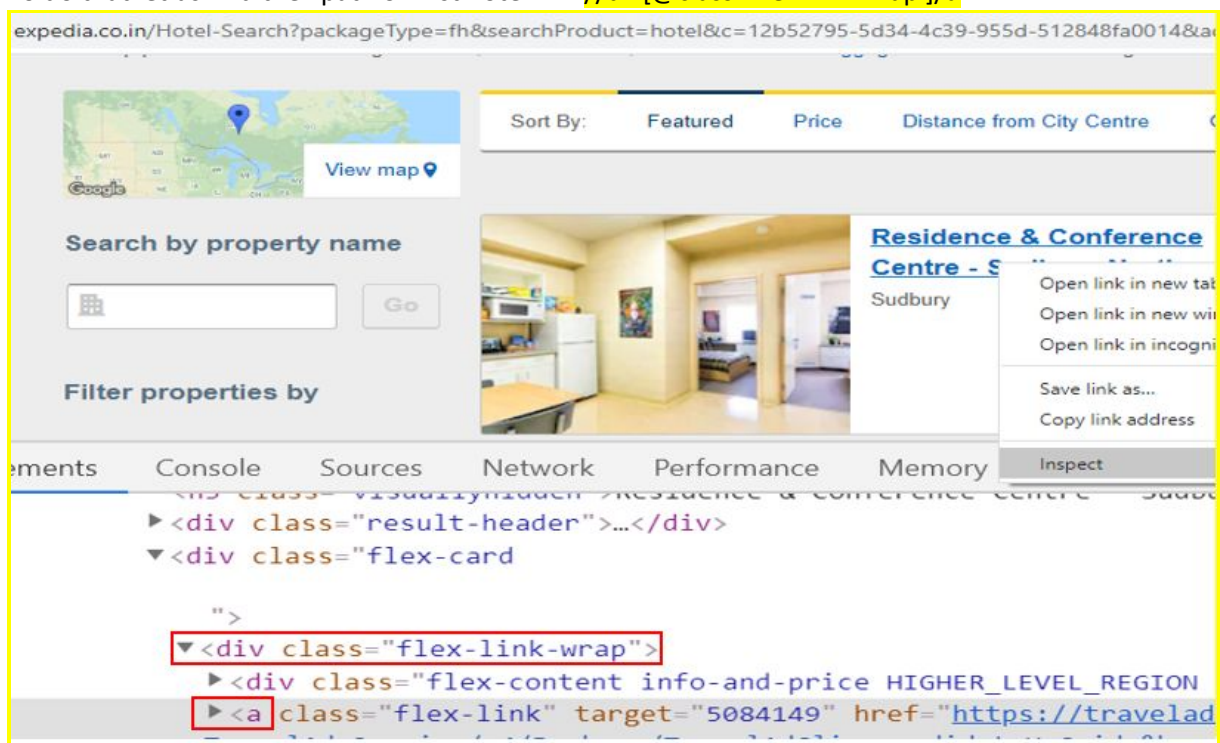 expedia.co.in/Hotel-Search?packageType=fh&searchProduct=hotel&c=12b52795-5d34-4c39-955d-512848fa0014&a
View map
Google
Sort By: Featured Price Distance from City Centre
Search by property name
Go
Filter properties by
Residence & Conference
Centre -
Sudbury
Open link in new tab
Open link in new
Open link in
Save link as...
Copy link address
Inspect
Console Sources Network Performance Memory
<div class="result-header">…</div>
<div class="flex-card
">
<div class="flex-link-wrap">
<div class="flex-content info-and-price HIGHER_LEVEL_REGION
<a class="flex-link" target="5084149" href="https://travelad